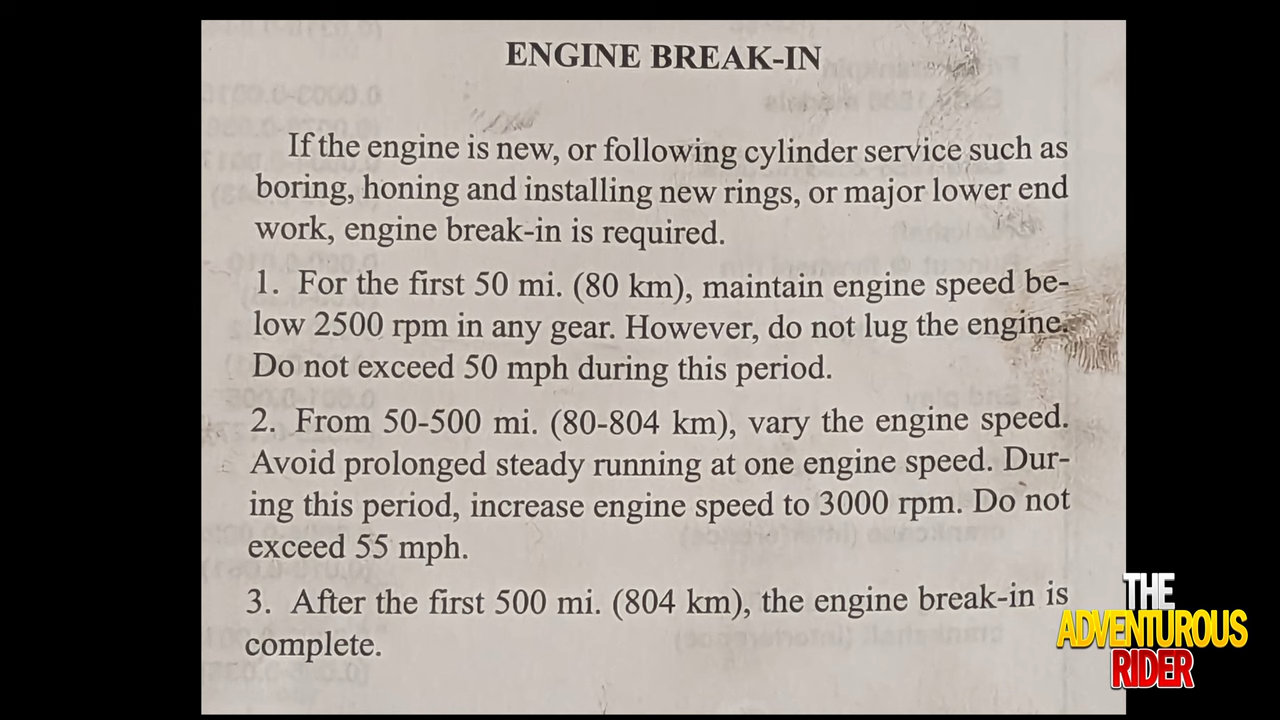 ENGINE BREAK-IN
If the engine is new, or following cylinder service such as
boring, honing and installing new rings, or major lower end
work, engine break-in is required.
1. For the first 50 mi. (80 km), maintain engine speed be-
low 2500 rpm in any gear. However, do not lug the engine.
Do not exceed 50 mph during this period.
2. From 50-500 mi. (80-804 km), vary the engine speed.
Avoid prolonged steady running at one engine speed. Dur-
ing this period, increase engine speed to 3000 rpm. Do not
exceed 55 mph.
3. After the first 500 mi. (804 km), the engine break-in is
complete.
THE
ADVENTUROUS
RIDER